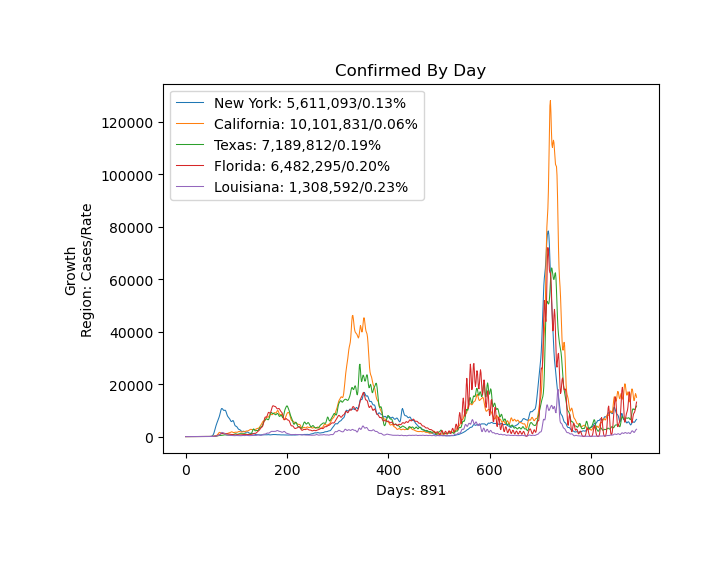 Confirmed By Day
New York: 5,611,093/0.13%
California: 10,101,831/0.06%
Texas: 7,189,812/0.19%
Florida: 6,482,295/0.20%
Louisiana: 1,308,592/0.23%
120000
100000
80000
60000
40000
20000
0
Growth
Region: Cases/Rate
0 200 400 600 800
Days: 891